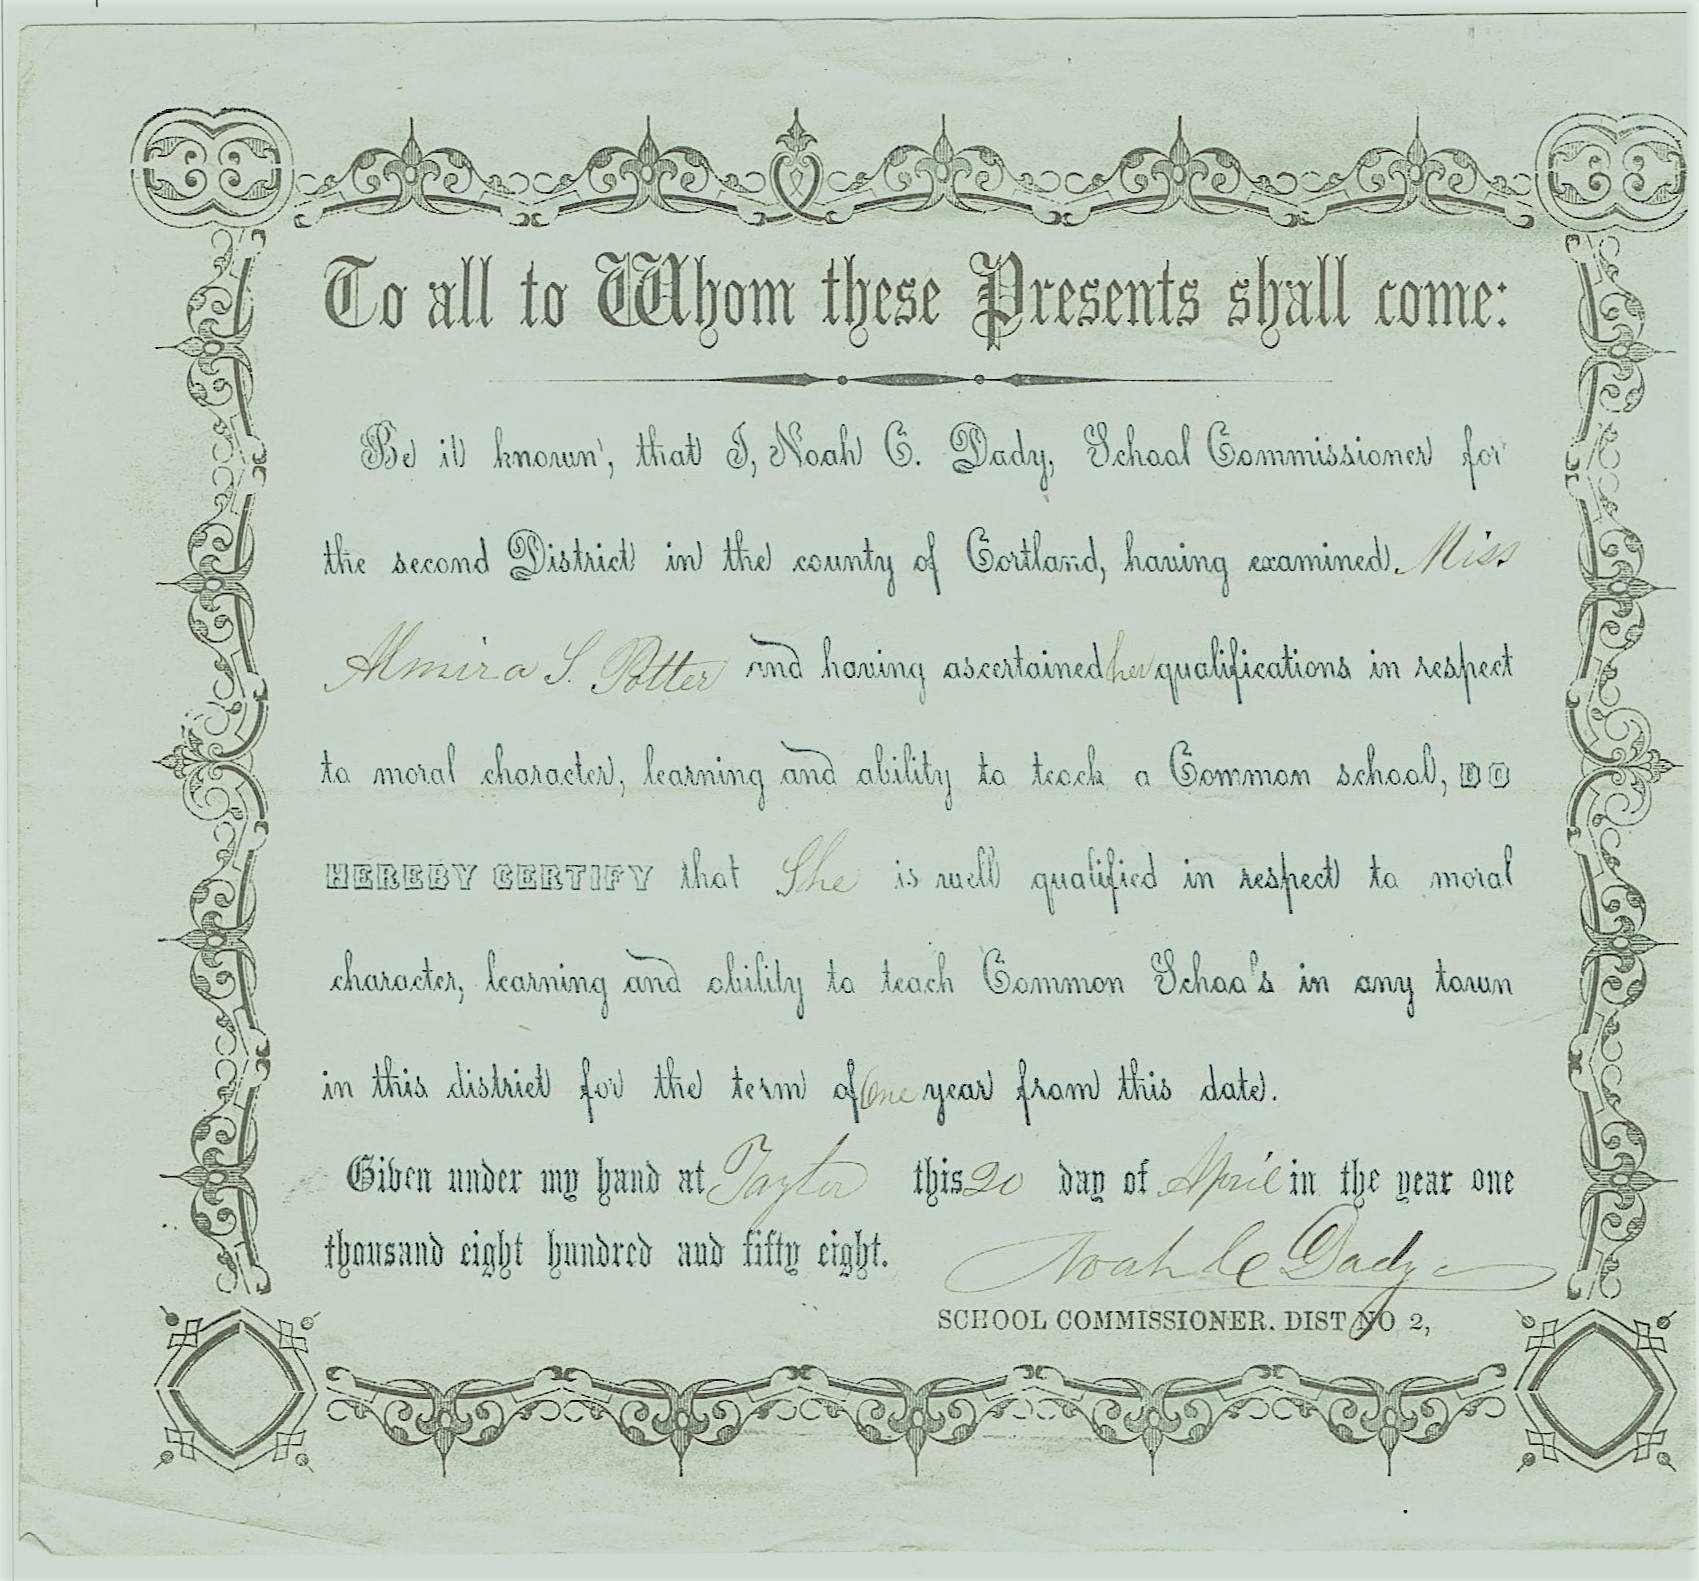 To all to Whom these Presents shall come:
Be it known, that I, Noah C. Dady, School Commissioner for
the second District in the county of Cortland, having examined Miss
Almira S. Potter and having ascertained her qualifications in respect
to moral character, learning and ability to teach a Common school, DO
HEREBY CERTIFY that She is well qualified in respect to moral
character, learning and ability to teach Common Schools in any town
in this district for the term of One year from this date.
Given under my hand at Taylor this 20 day of April in the year one
thousand eight hundred and fifty eight.
Noah C Dady
SCHOOL COMMISSIONER. DIST NO 2,